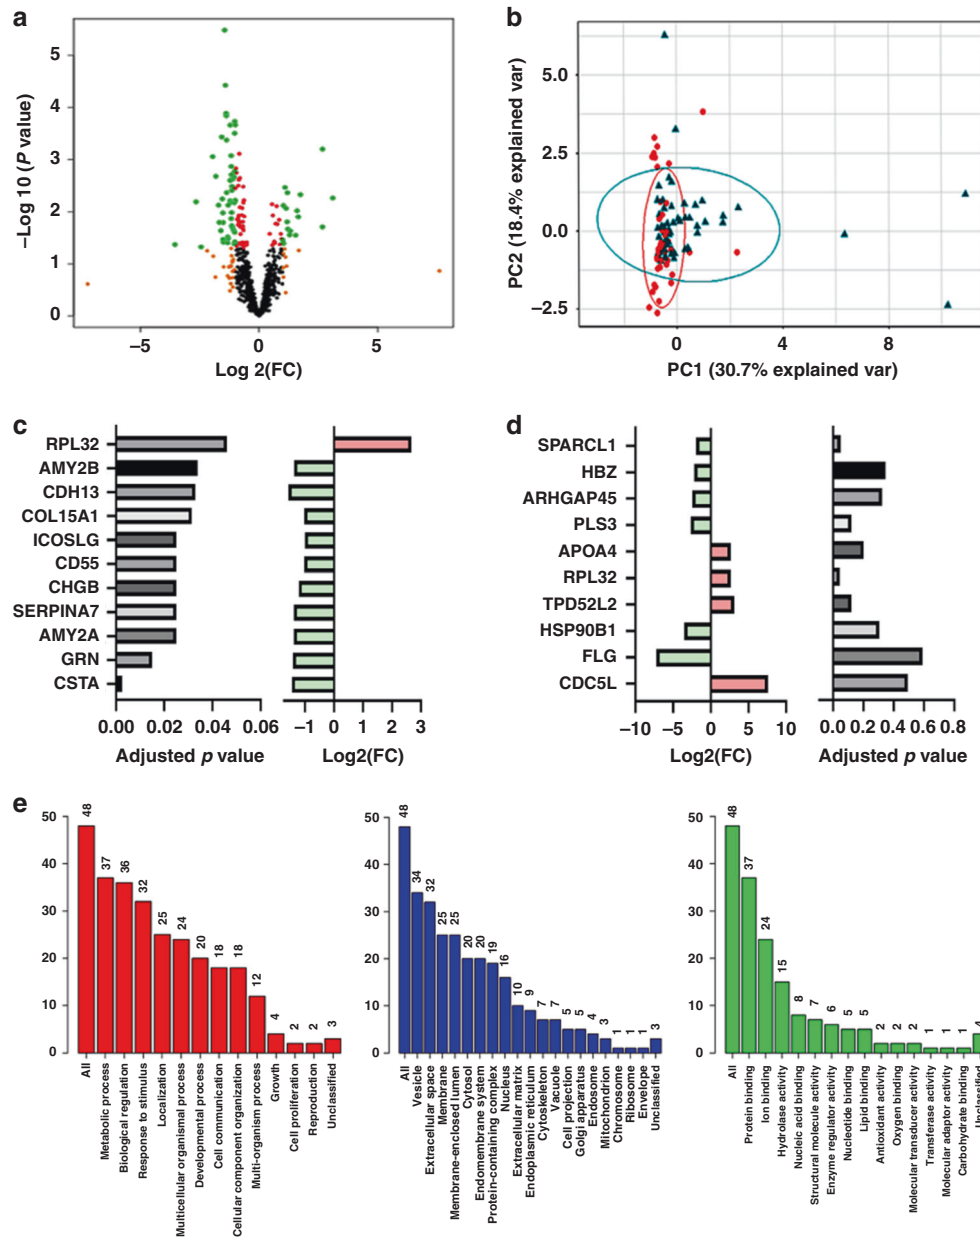 a
–Log 10 (P value)
5
4
3
2
1
0
–5
0
5
Log 2(FC)
b
PC2 (18.4% explained var)
5.0
2.5
0.0
–2.5
0
4
8
PC1 (30.7% explained var)
c
RPL32
AMY2B
CDH13
COL15A1
ICOSLG
CD55
CHGB
SERPINA7
AMY2A
GRN
CSTA
0.00 0.02 0.04 0.06
Adjusted p value
–1 0 1 2 3
Log2(FC)
d
SPARCL1
HBZ
ARHGAP45
PLS3
APOA4
RPL32
TPD52L2
HSP90B1
FLG
CDC5L
–10 –5 0 5 10
Log2(FC)
0.0 0.2 0.4 0.6 0.8
Adjusted p value
e
50
40
30
20
10
0
48
37
36
32
25
24
20
18
18
12
4
2
2
3
All
Metabolic process
Biological regulation
Response to stimulus
Localization
Multicellular organismal process
Developmental process
Cell communication
Cellular component organization
Multi-organism process
Growth
Cell proliferation
Reproduction
Unclassified
50
40
30
20
10
0
48
34
32
25
25
20
20
19
16
10
9
7
7
5
5
4
3
1
1
1
3
All
Vesicle
Extracellular space
Membrane
Membrane-enclosed lumen
Cytosol
Endomembrane system
Protein-containing complex
Nucleus
Extracellular matrix
Endoplasmic reticulum
Cytoskeleton
Vacuole
Cell projection
Golgi apparatus
Endosome
Mitochondrion
Chromosome
Ribosome
Envelope
Unclassified
50
40
30
20
10
0
48
37
24
15
8
7
6
5
5
2
2
2
1
1
1
4
All
Protein binding
Ion binding
Hydrolase activity
Nucleic acid binding
Structural molecule activity
Enzyme regulator activity
Nucleotide binding
Lipid binding
Antioxidant activity
Oxygen binding
Molecular transducer activity
Transferase activity
Molecular adaptor activity
Carbohydrate binding
Unclassified